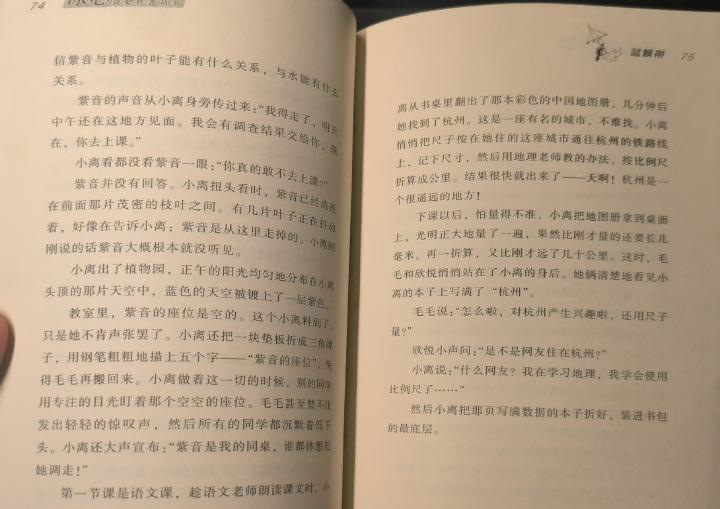 74
信紫音与植物的叶子能有什么关系，与水能有什么
关系。
紫音的声音从小离身旁传过来：“我得走了，明天
中午还在这地方见面。我会有调查结果交给你，现
在，你去上课。”
小离看都没看紫音一眼：“你真的敢不去上课？”
紫音并没有回答。小离扭头看时，紫音已经消逝
在前面那片茂密的枝叶之间。有几片叶子正在抖动
着，好像在告诉小离：紫音是从这里走掉的。小离刚
刚说的话紫音大概根本就没听见。
小离出了植物园，正午的阳光均匀地分布在小离
头顶的那片天空中，蓝色的天空被镀上了一层紫色。
教室里，紫音的座位是空的。这个小离料到了，
只是她不肯声张罢了。小离还把一块垫板折成三角牌
子，用钢笔粗粗地描上五个字——“紫音的座位”，免
得毛毛再搬回来。小离做着这一切的时候，别的同学
用专注的目光盯着那个空空的座位。毛毛甚至禁不住
发出轻轻的惊叹声，然后所有的同学都沉默着低下
头。小离还大声宣布：“紫音是我的同桌，谁都休想把
她调走！”
第一节课是语文课，趁语文老师朗读课文时，小
蓝飘带 75
离从书桌里翻出了那本彩色的中国地图册，几分钟后
她找到了杭州。这是一座有名的城市，不难找。小离
悄悄把尺子按在她住的这座城市通往杭州的铁路线
上，记下尺寸，然后用地理老师教的办法，按比例尺
折算成公里。结果很快就出来了——天啊！杭州是一
个很遥远的地方！
下课以后，怕量得不准，小离把地图册拿到桌面
上，光明正大地量了一遍，果然比刚才量的还要长几
毫米。再一折算，又比刚才远了几十公里。这时，毛
毛和欣悦悄悄站在了小离的身后。她俩清楚地看见小
离的本子上写满了“杭州”。
毛毛说：“怎么啦，对杭州产生兴趣啦，还用尺子
量？”
欣悦小声问：“是不是网友住在杭州？”
小离说：“什么网友？我在学习地理，我学会使用
比例尺了……”
然后小离把那页写满数据的本子折好，装进书包
的最底层。